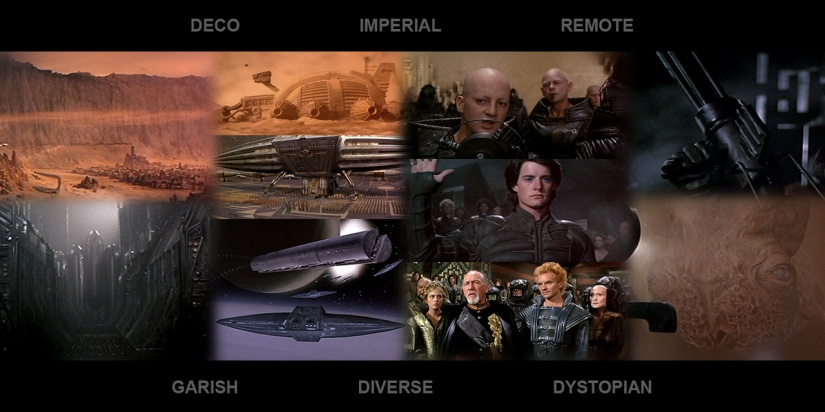 DECO IMPERIAL REMOTE
GARISH DIVERSE DYSTOPIAN